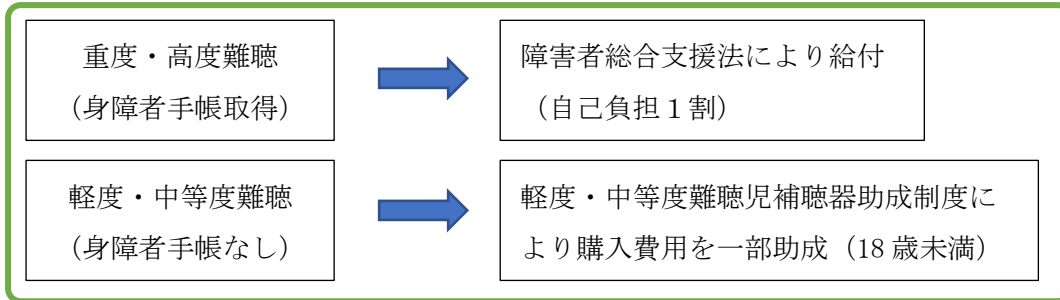 重度・高度難聴
（身障者手帳取得）
障害者総合支援法により給付
（自己負担１割）
軽度・中等度難聴
（身障者手帳なし）
軽度・中等度難聴児補聴器助成制度に
より購入費用を一部助成（18 歳未満）